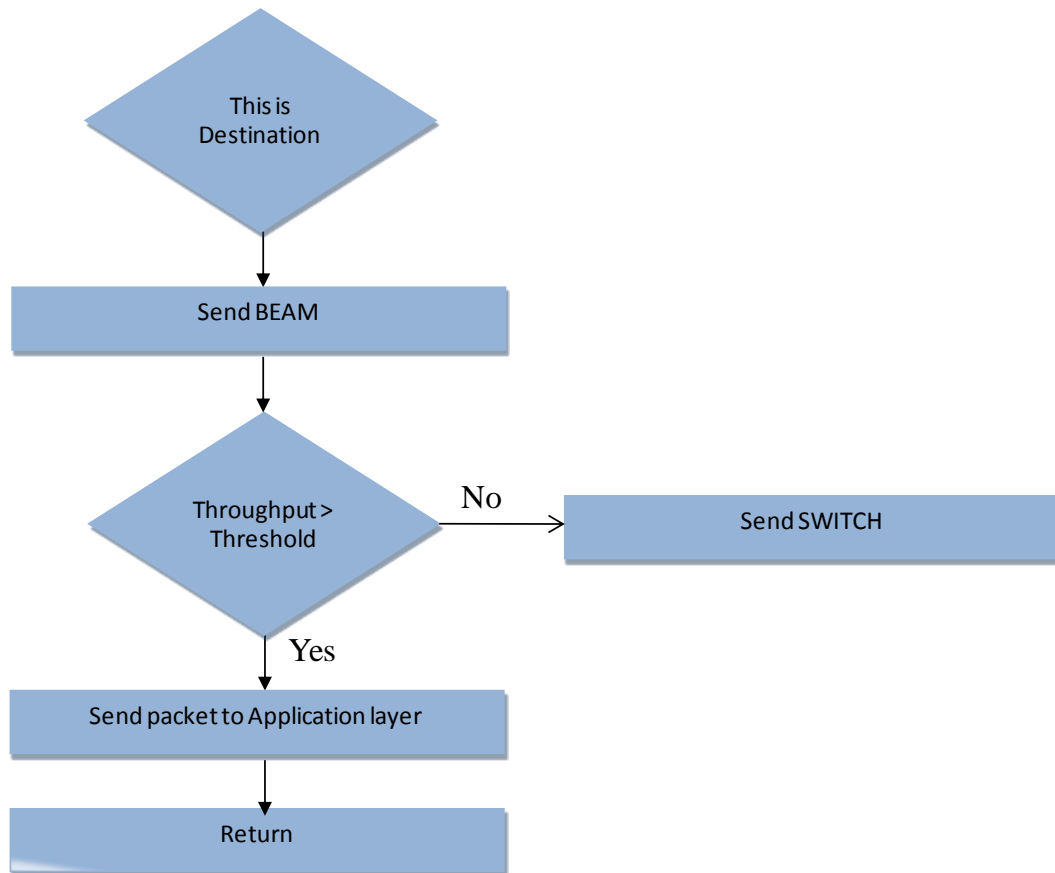 This is
Destination
Send BEAM
Throughput >
Threshold
No
Send SWITCH
Yes
Send packet to Application layer
Return